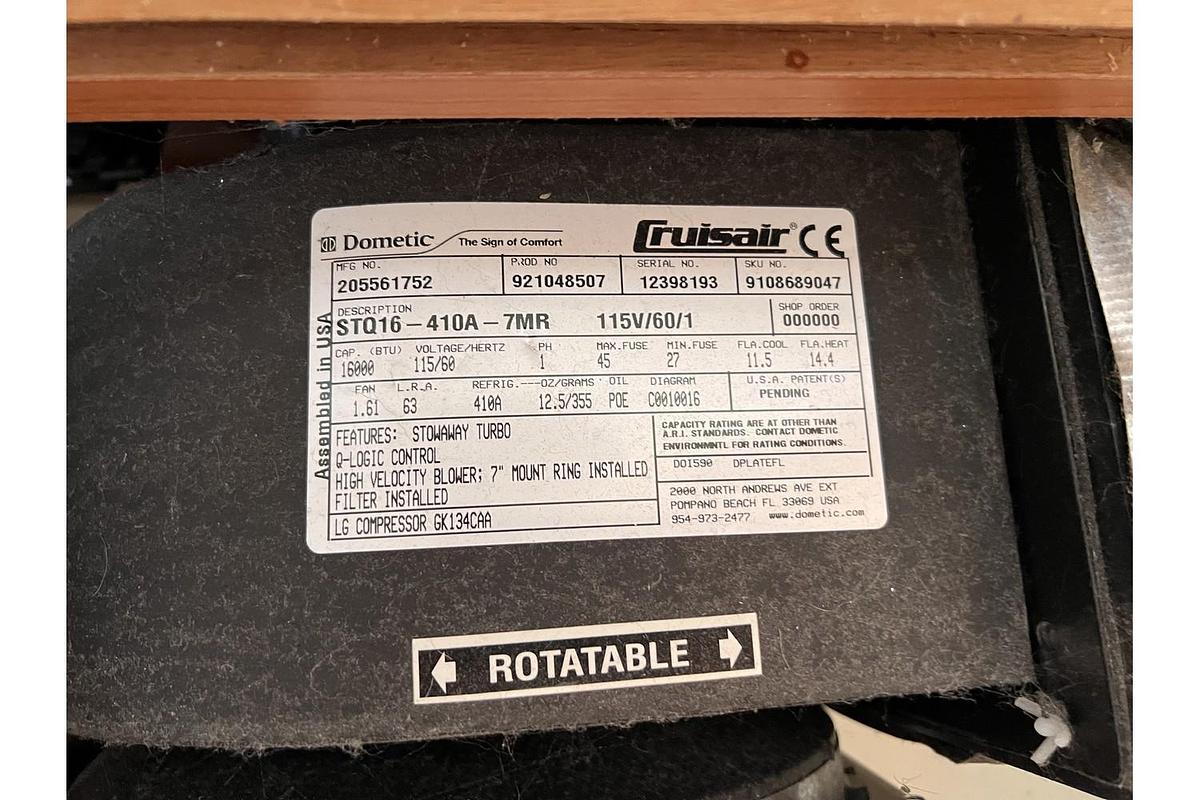 Dometic The Sign of Comfort Cruisair® CE
MFG NO. PROD NO SERIAL NO. SKU NO.
205561752 921048507 12398193 9108689047
DESCRIPTION SHOP ORDER
STQ16-410A-7MR 115V/60/1 000000
CAP. (BTU) VOLTAGE/HERTZ PH MAX.FUSE MIN.FUSE FLA.COOL FLA.HEAT
16000 115/60 1 45 27 11.5 14.4
FAN L.R.A. REFRIG.---OZ/GRAMS OIL DIAGRAM U.S.A. PATENT(S)
1.61 63 410A 12.5/355 POE C0010016 PENDING
FEATURES: STOWAWAY TURBO
Q-LOGIC CONTROL
HIGH VELOCITY BLOWER; 7" MOUNT RING INSTALLED
FILTER INSTALLED
LG COMPRESSOR GK134CAA
CAPACITY RATING ARE AT OTHER THAN
A.R.I. STANDARDS. CONTACT DOMETIC
ENVIRONMNTL FOR RATING CONDITIONS.
DOI590 DPLATEFL
2000 NORTH ANDREWS AVE EXT
POMPANO BEACH FL 33069 USA
954-973-2477 www.dometic.com
Assembled in USA
ROTATABLE